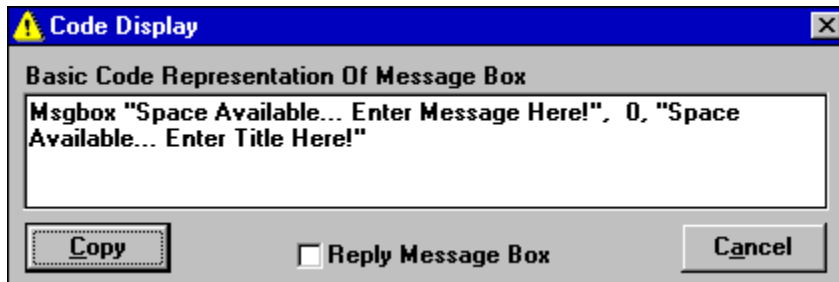 Code Display
Basic Code Representation Of Message Box
Msgbox "Space Available... Enter Message Here!",  0, "Space
Available... Enter Title Here!"
Copy
Reply Message Box
Cancel